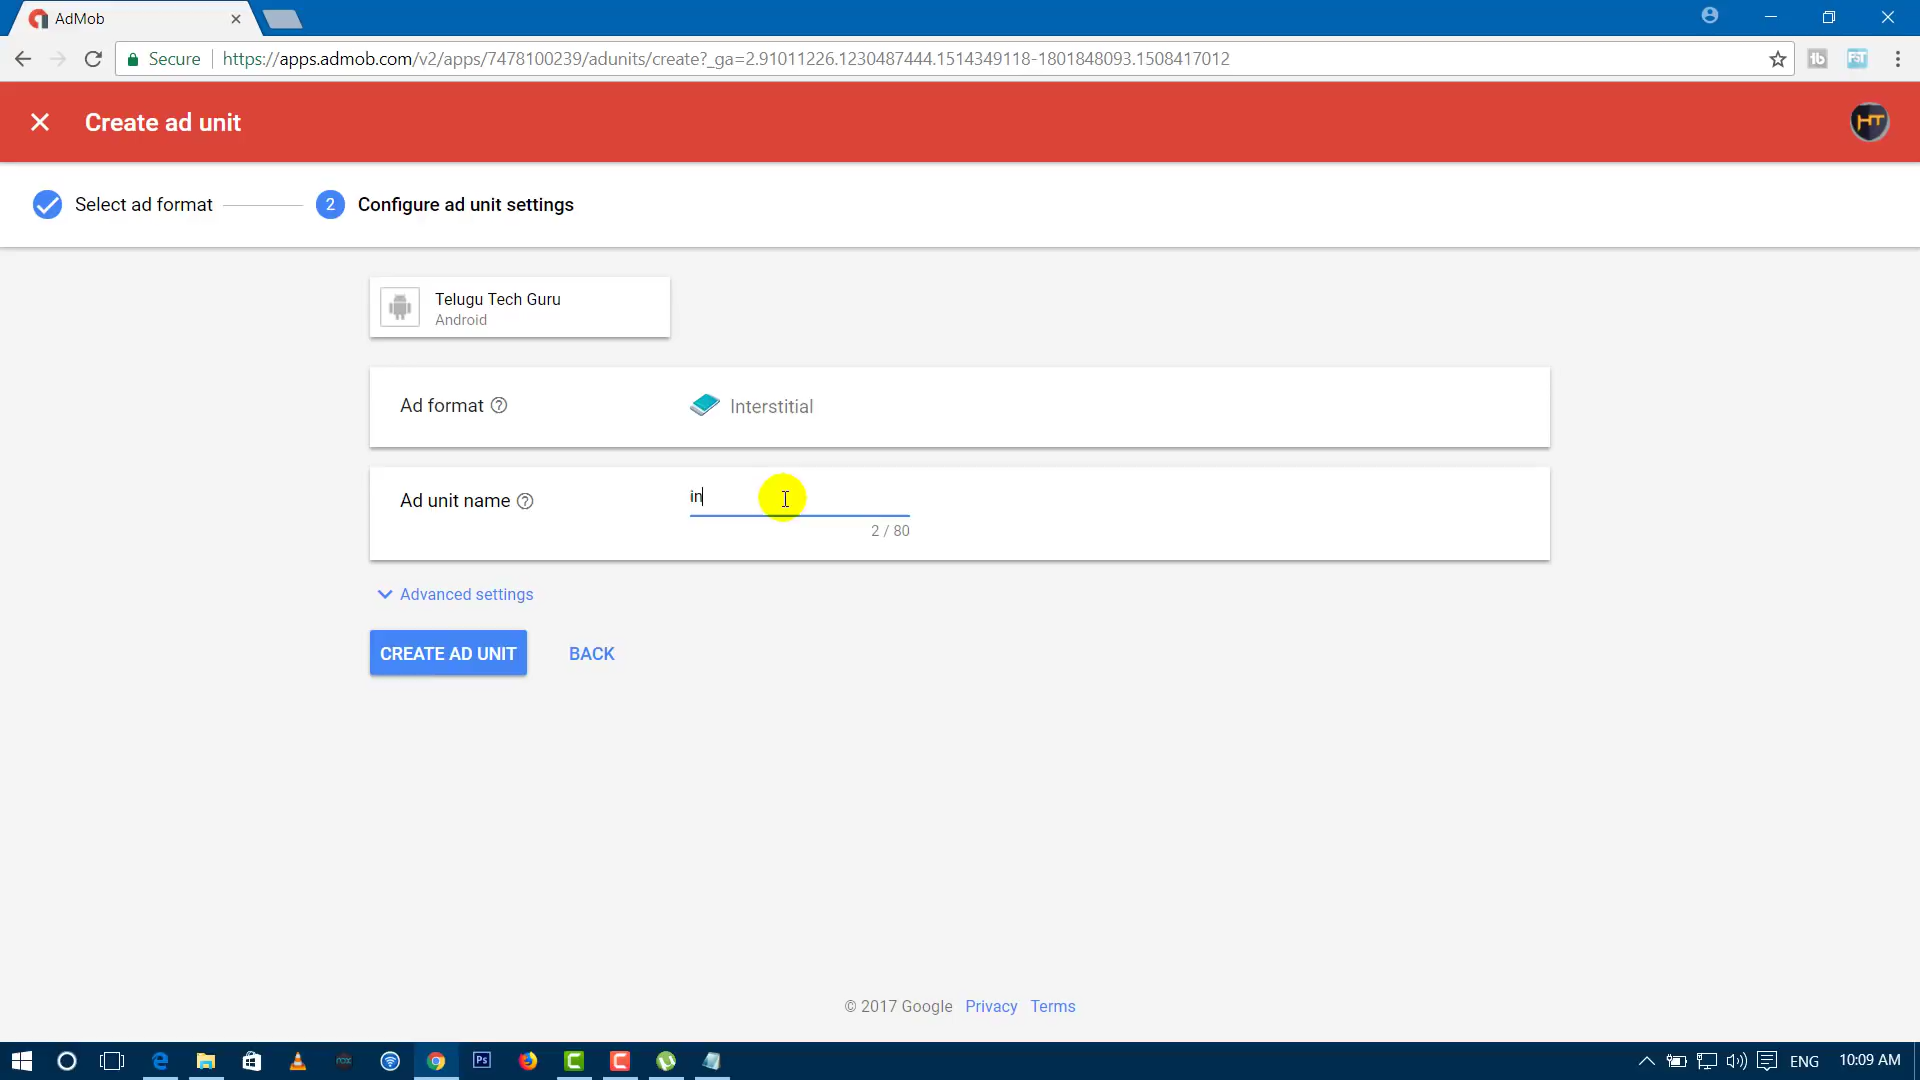 AdMob
Secure https://apps.admob.com/v2/apps/7478100239/adunits/create?_ga=2.91011226.1230487444.1514349118-1801848093.1508417012
Create ad unit
HT
Select ad format
2 Configure ad unit settings
Telugu Tech Guru
Android
Ad format
Interstitial
Ad unit name
in
2 / 80
Advanced settings
CREATE AD UNIT
BACK
© 2017 Google Privacy Terms
ENG
10:09 AM